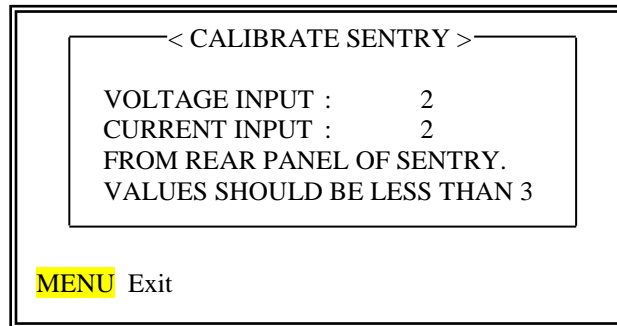 < CALIBRATE SENTRY >
VOLTAGE INPUT : 2
CURRENT INPUT : 2
FROM REAR PANEL OF SENTRY.
VALUES SHOULD BE LESS THAN 3
MENU Exit